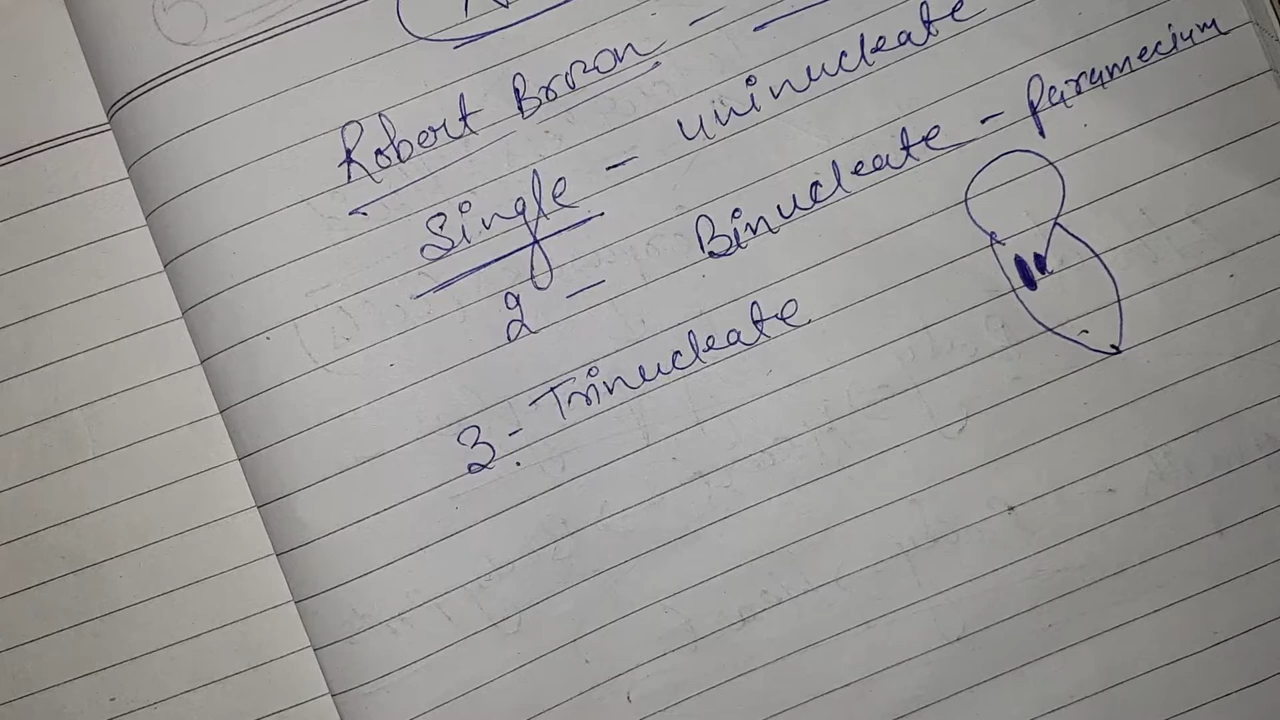 Robert Brron -
Single - uninucleate
2 - Binucleate - Paramecium
3 - Trinucleate